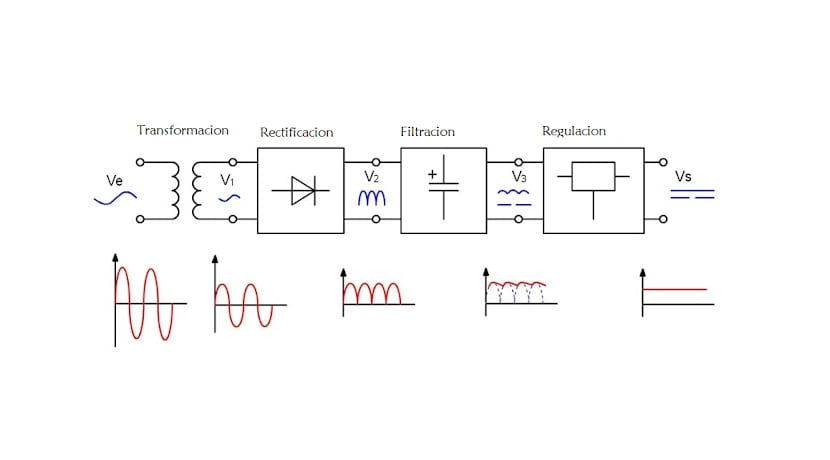 Transformacion
Rectificacion
Filtracion
Regulacion
Ve
V1
V2
+
V3
Vs